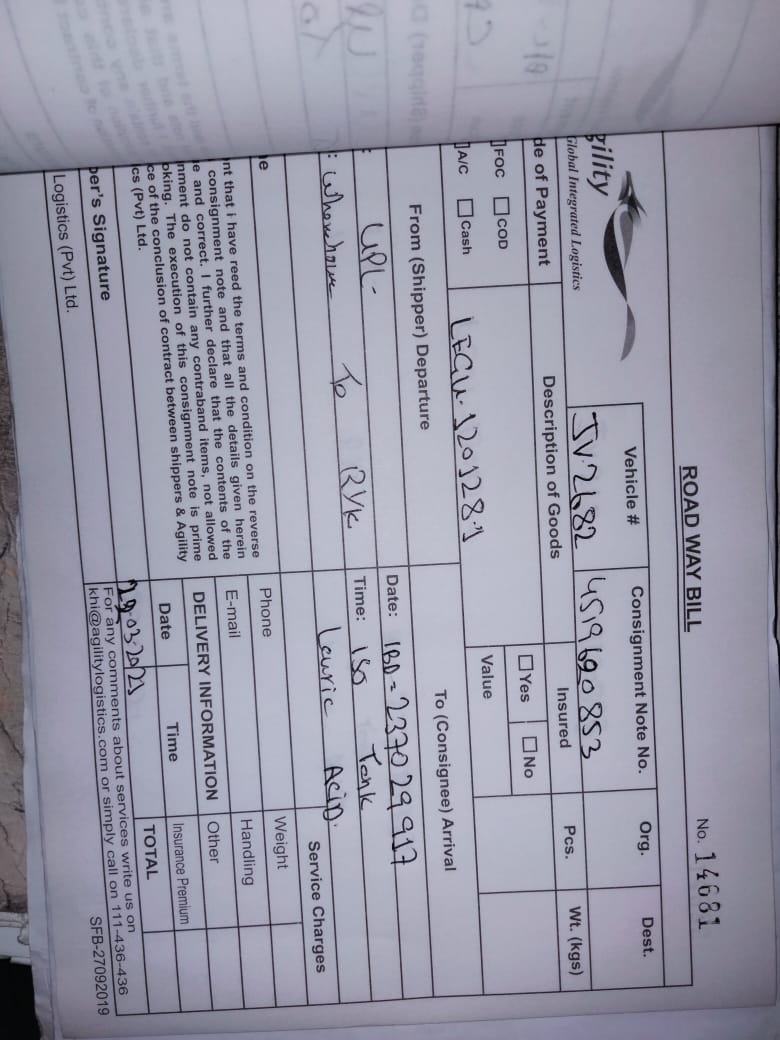 ROAD WAY BILL
No. 14681
gility
Global Integrated Logistics
Vehicle #
JV-2682
Consignment Note No.
4519620853
Org.
Dest.
de of Payment
FOC
COD
A/C
Cash
Description of Goods
LEGU-120128-1
Insured
Yes
No
Value
Pcs.
Wt. (kgs)
From (Shipper) Departure
: UPL-
: Whorehouse To RYK
To (Consignee) Arrival
Date: IBD = 237029917
Time: ISO Tank
Lauric Acid.
e
nt that i have reed the terms and condition on the reverse
consignment note and that all the details given herein
e and correct. I further declare that the contents of the
nment do not contain any contraband items, not allowed
oking. The execution of this consignment note is prime
ce of the conclusion of contract between shippers & Agility
cs (Pvt) Ltd.
per's Signature
Logistics (Pvt) Ltd.
Phone
E-mail
DELIVERY INFORMATION
Date
Time
03-2021
Service Charges
Weight
Handling
Other
Insurance Premium
TOTAL
For any comments about services write us on
khi@agilitylogistics.com or simply call on 111-436-436
SFB-27092019